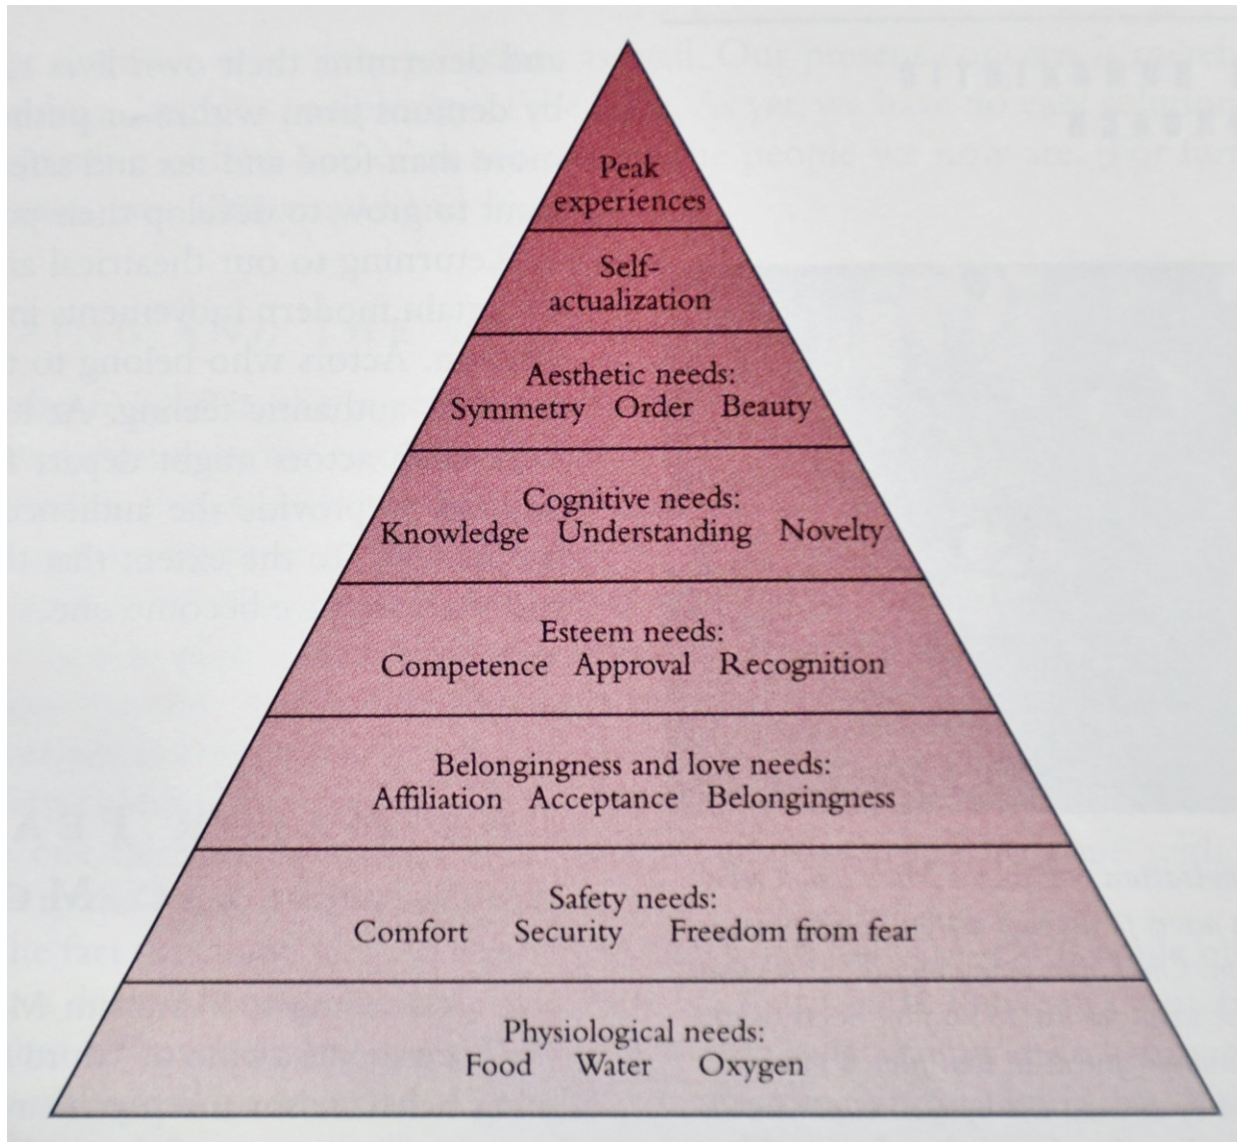 Peak
experiences
Self-
actualization
Aesthetic needs:
Symmetry Order Beauty
Cognitive needs:
Knowledge Understanding Novelty
Esteem needs:
Competence Approval Recognition
Belongingness and love needs:
Affiliation Acceptance Belongingness
Safety needs:
Comfort Security Freedom from fear
Physiological needs:
Food Water Oxygen